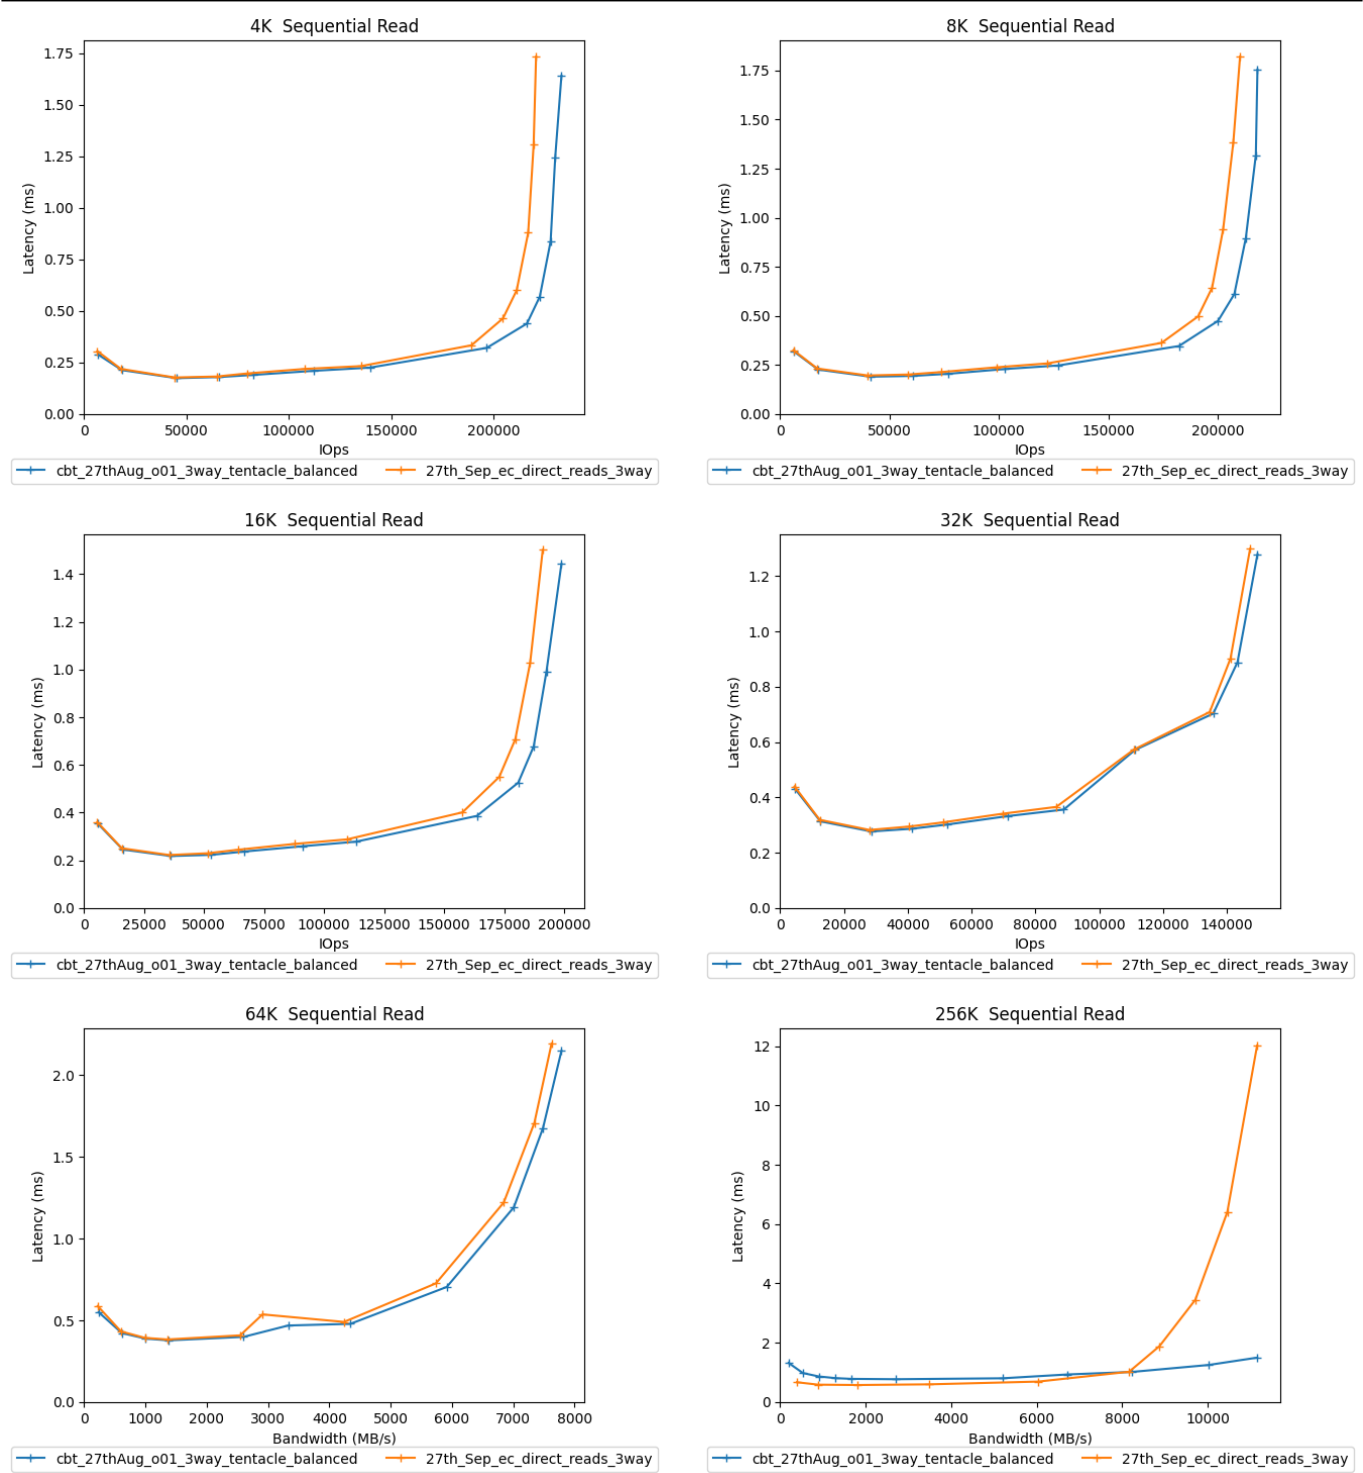 4K  Sequential Read
1.75
1.50
1.25
1.00
0.75
0.50
0.25
0.00
Latency (ms)
0 50000 100000 150000 200000
IOps
cbt_27thAug_o01_3way_tentacle_balanced 27th_Sep_ec_direct_reads_3way
8K  Sequential Read
1.75
1.50
1.25
1.00
0.75
0.50
0.25
0.00
Latency (ms)
0 50000 100000 150000 200000
IOps
cbt_27thAug_o01_3way_tentacle_balanced 27th_Sep_ec_direct_reads_3way
16K  Sequential Read
1.4
1.2
1.0
0.8
0.6
0.4
0.2
0.0
Latency (ms)
0 25000 50000 75000 100000 125000 150000 175000 200000
IOps
cbt_27thAug_o01_3way_tentacle_balanced 27th_Sep_ec_direct_reads_3way
32K  Sequential Read
1.2
1.0
0.8
0.6
0.4
0.2
0.0
Latency (ms)
0 20000 40000 60000 80000 100000 120000 140000
IOps
cbt_27thAug_o01_3way_tentacle_balanced 27th_Sep_ec_direct_reads_3way
64K  Sequential Read
2.0
1.5
1.0
0.5
0.0
Latency (ms)
0 1000 2000 3000 4000 5000 6000 7000 8000
Bandwidth (MB/s)
cbt_27thAug_o01_3way_tentacle_balanced 27th_Sep_ec_direct_reads_3way
256K  Sequential Read
12
10
8
6
4
2
0
Latency (ms)
0 2000 4000 6000 8000 10000
Bandwidth (MB/s)
cbt_27thAug_o01_3way_tentacle_balanced 27th_Sep_ec_direct_reads_3way